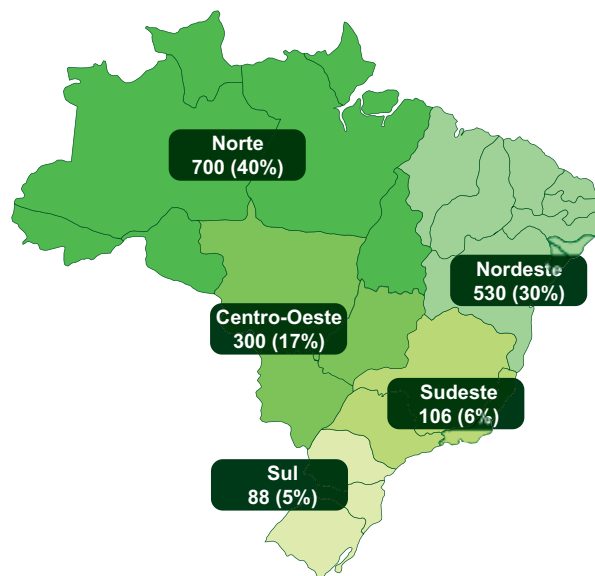 Norte
700 (40%)
Nordeste
530 (30%)
Centro-Oeste
300 (17%)
Sudeste
106 (6%)
Sul
88 (5%)